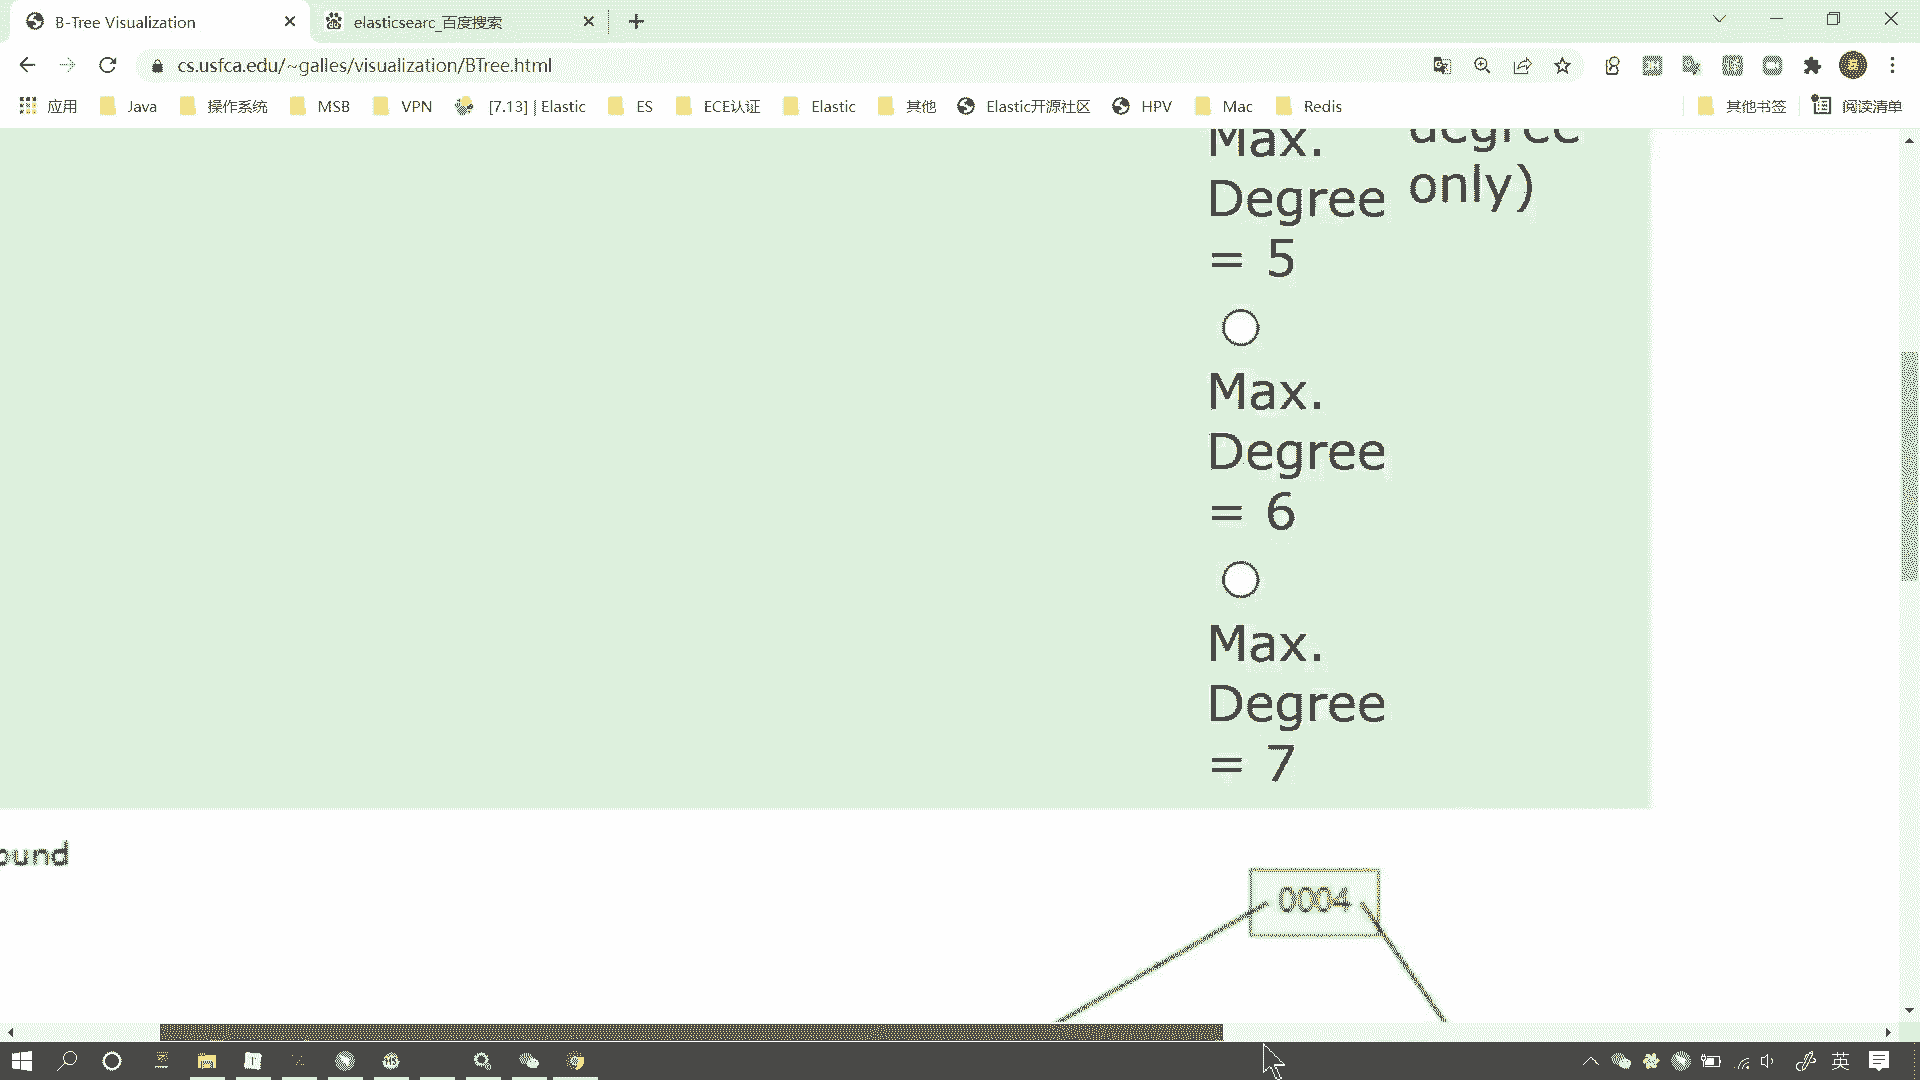 B-Tree Visualization
elasticsearc_百度搜索
cs.usfca.edu/~galles/visualization/BTree.html
应用 Java 操作系统 MSB VPN [7.13] | Elastic ES ECE认证 Elastic 其他 Elastic开源社区 HPV Mac Redis 其他书签 阅读清单
Max. degree
Degree only)
= 5
Max.
Degree
= 6
Max.
Degree
= 7
ound
0004
英